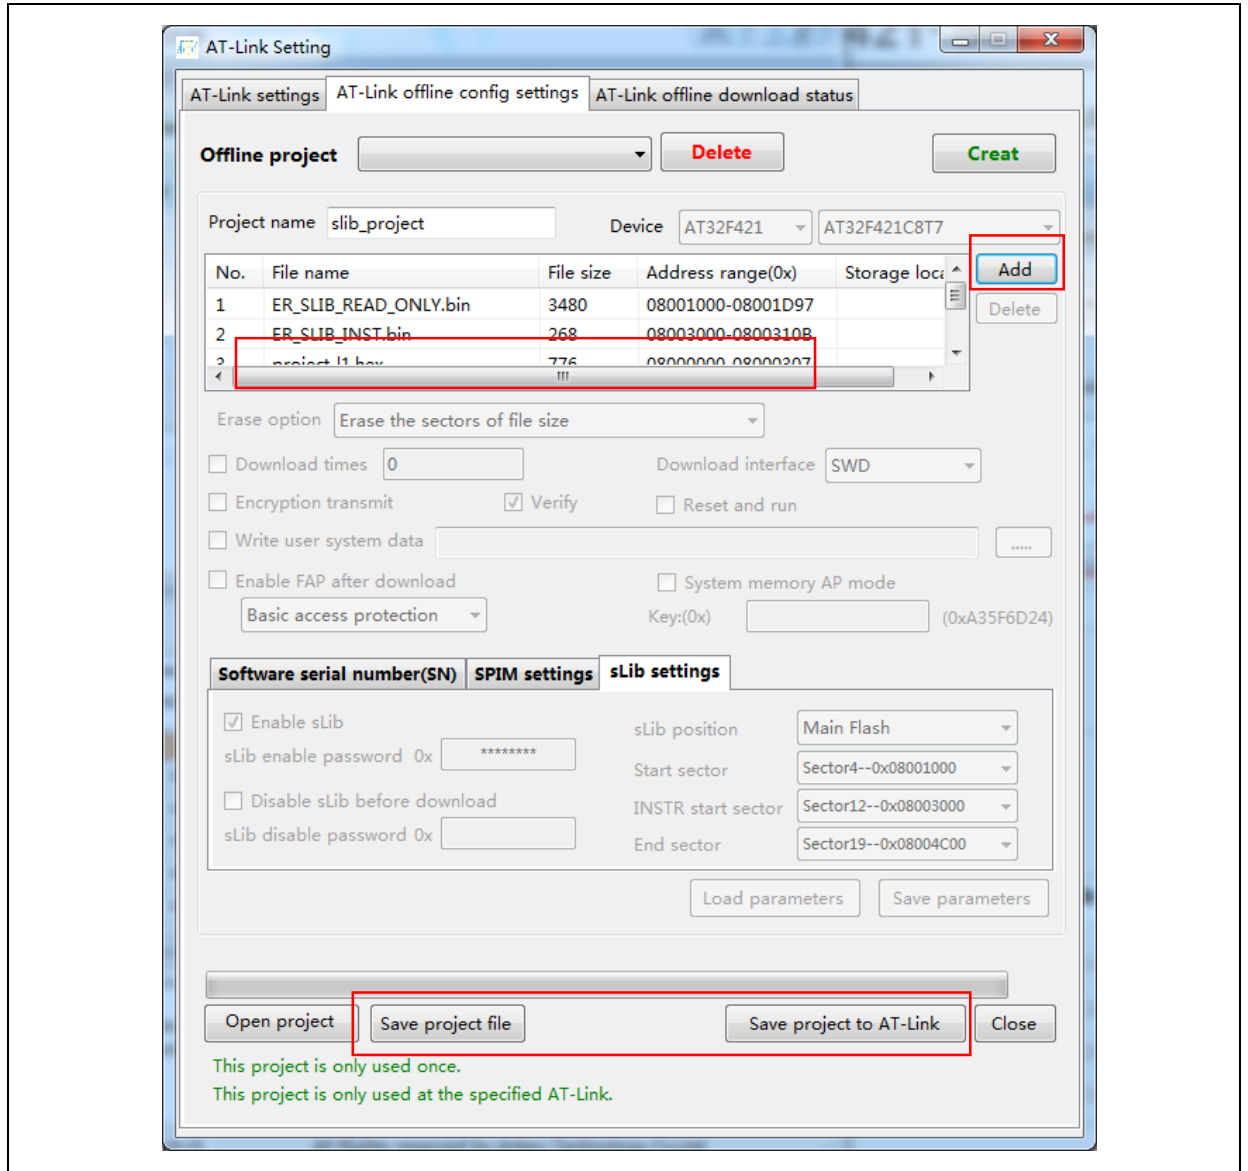 AT-Link Setting
AT-Link settings AT-Link offline config settings AT-Link offline download status
Offline project Delete Creat
Project name slib_project Device AT32F421 AT32F421C8T7
No. File name File size Address range(0x) Storage loca Add
1 ER_SLIB_READ_ONLY.bin 3480 08001000-08001D97 Delete
2 ER_SLIB_INST.bin 268 08003000-0800310B
3 project_l1.hex 776 08000000-08000307
Erase option Erase the sectors of file size
Download times 0 Download interface SWD
Encryption transmit Verify Reset and run
Write user system data .....
Enable FAP after download System memory AP mode
Basic access protection Key:(0x) (0xA35F6D24)
Software serial number(SN) SPIM settings sLib settings
Enable sLib sLib position Main Flash
sLib enable password 0x ******** Start sector Sector4--0x08001000
Disable sLib before download INSTR start sector Sector12--0x08003000
sLib disable password 0x End sector Sector19--0x08004C00
Load parameters Save parameters
Open project Save project file Save project to AT-Link Close
This project is only used once.
This project is only used at the specified AT-Link.